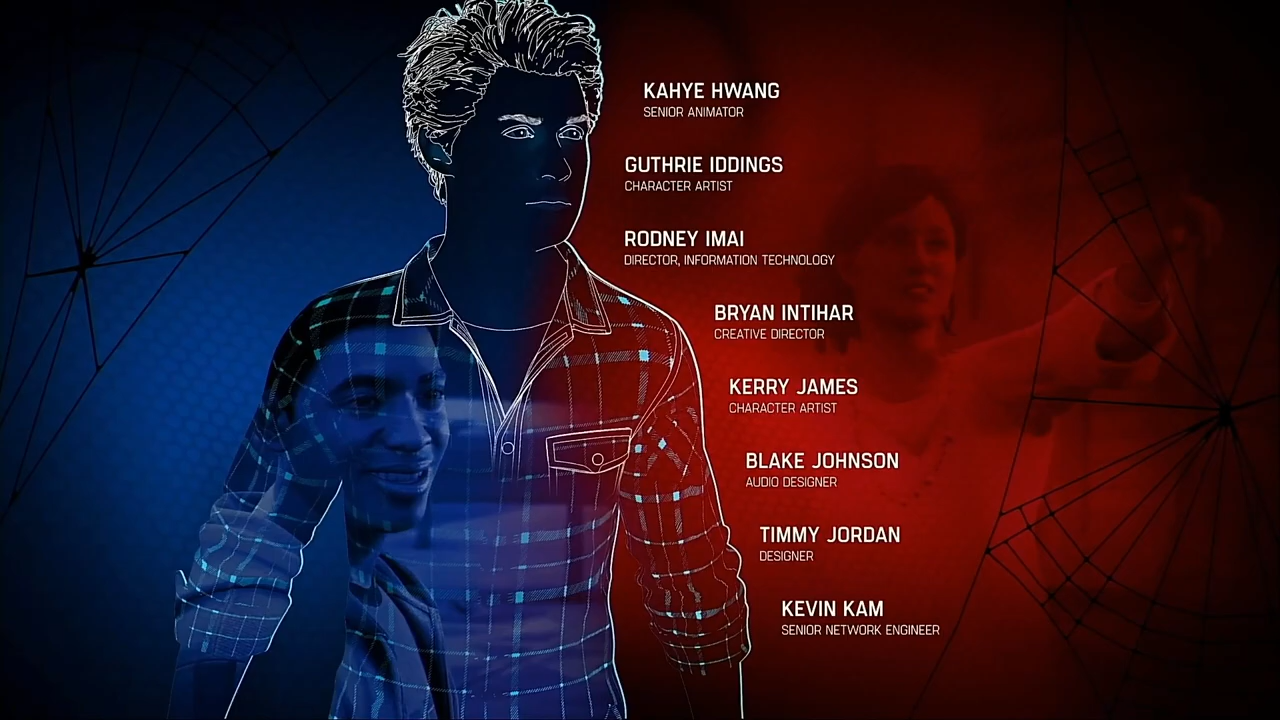 KAHYE HWANG
SENIOR ANIMATOR
GUTHRIE IDDINGS
CHARACTER ARTIST
RODNEY IMAI
DIRECTOR, INFORMATION TECHNOLOGY
BRYAN INTIHAR
CREATIVE DIRECTOR
KERRY JAMES
CHARACTER ARTIST
BLAKE JOHNSON
AUDIO DESIGNER
TIMMY JORDAN
DESIGNER
KEVIN KAM
SENIOR NETWORK ENGINEER